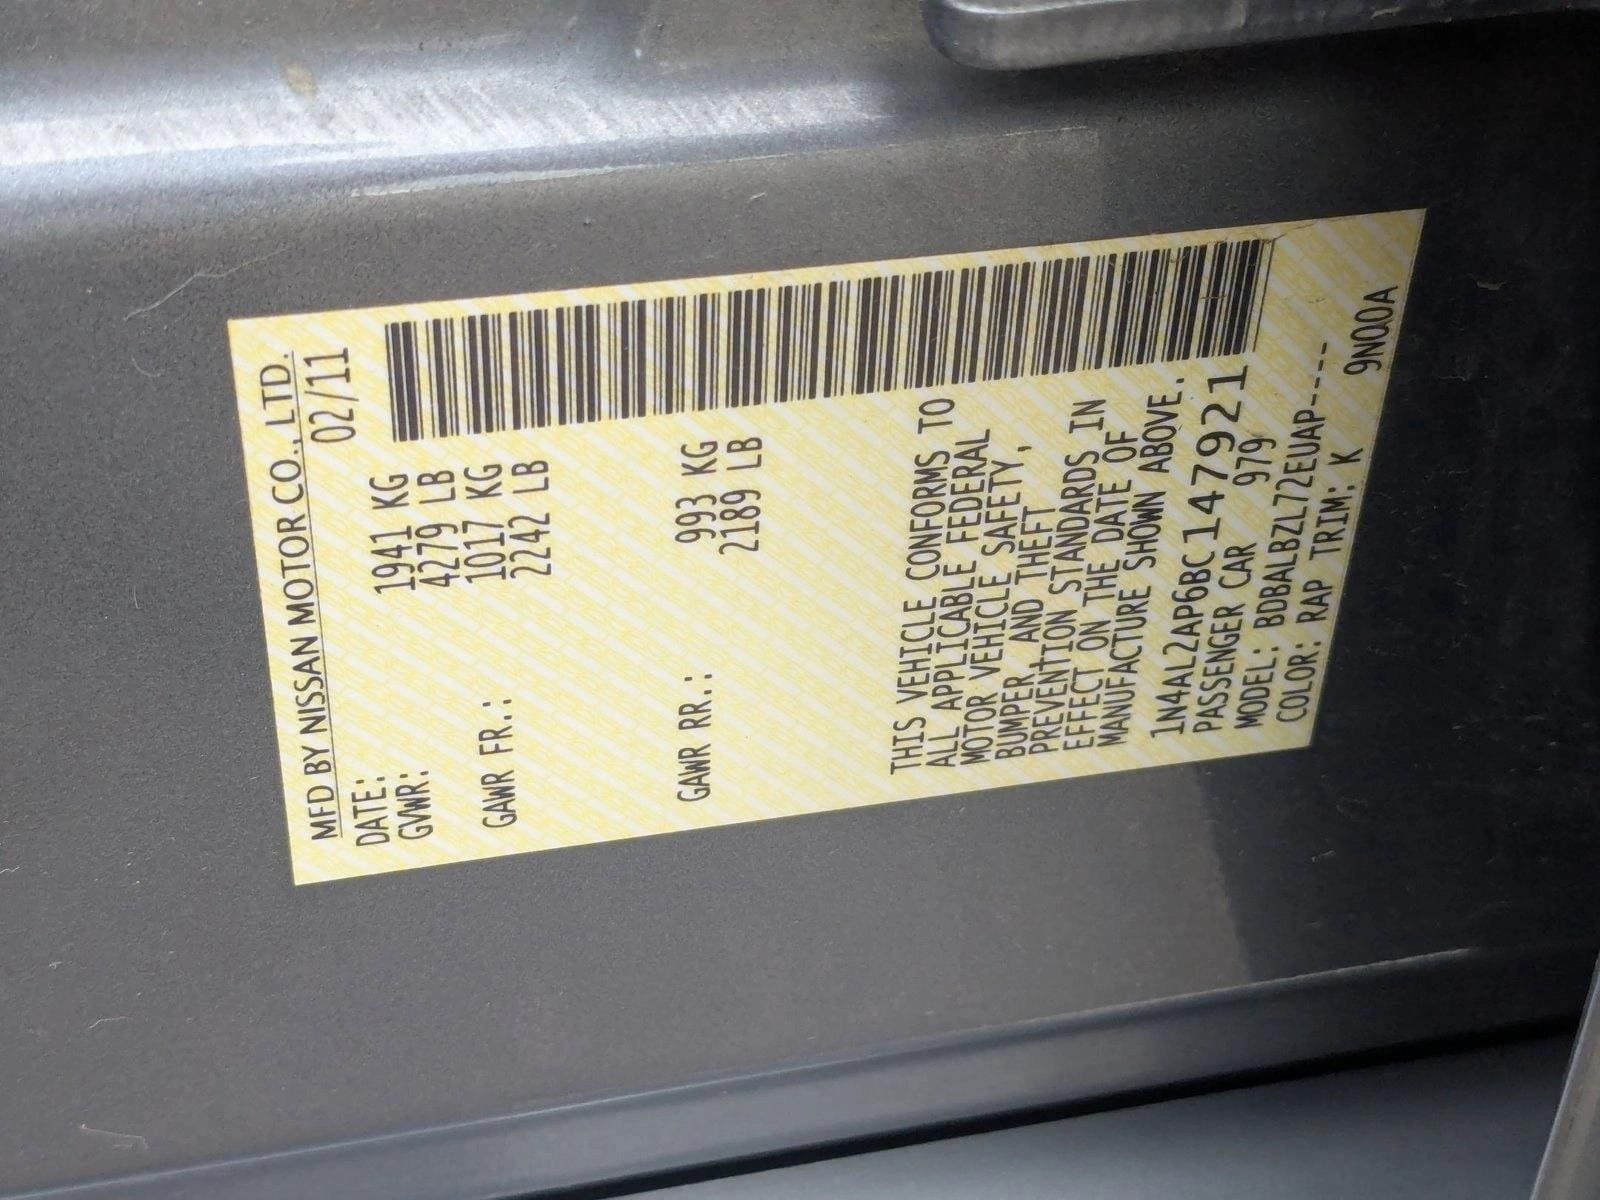 MFD BY NISSAN MOTOR CO., LTD.
DATE: 02/11
GVWR: 1941 KG
4279 LB
GAWR FR.: 1017 KG
2242 LB
GAWR RR.: 993 KG
2189 LB
THIS VEHICLE CONFORMS TO
ALL APPLICABLE FEDERAL
MOTOR VEHICLE SAFETY,
BUMPER, AND THEFT
PREVENTION STANDARDS IN
EFFECT ON THE DATE OF
MANUFACTURE SHOWN ABOVE.
1N4AL2AP6BC147921
PASSENGER CAR 979
MODEL: BDBALBZL72EUAP----
COLOR: RAP TRIM: K
9N00A